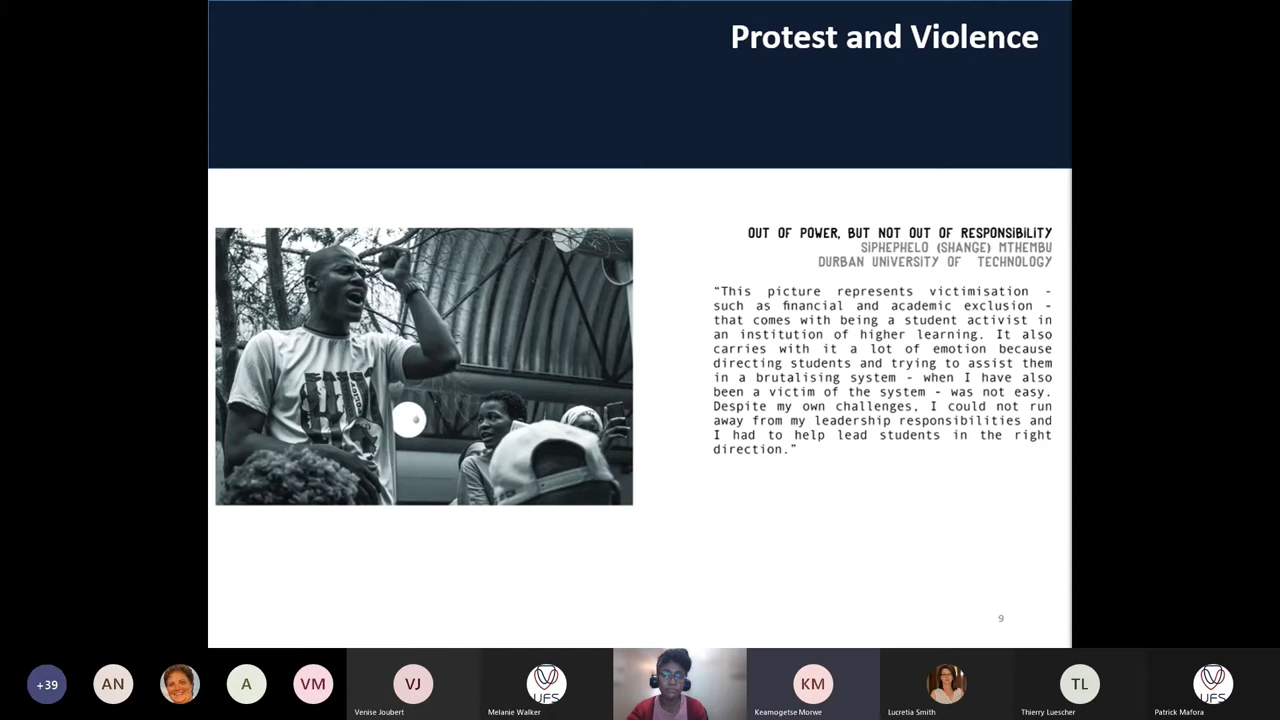 Protest and Violence
OUT OF POWER, BUT NOT OUT OF RESPONSIBILITY
SIPHEPHELO (SHANGE) MTHEMBU
DURBAN UNIVERSITY OF TECHNOLOGY
“This picture represents victimisation -
such as financial and academic exclusion -
that comes with being a student activist in
an institution of higher learning. It also
carries with it a lot of emotion because
directing students and trying to assist them
in a brutalising system - when I have also
been a victim of the system - was not easy.
Despite my own challenges, I could not run
away from my leadership responsibilities and
I had to help lead students in the right
direction.”
9
+39
AN
A
VM
VJ
UFS
KM
TL
UFS
Venise Joubert
Melanie Walker
Keamogetse Morwe
Lucretia Smith
Thierry Luescher
Patrick Mafora